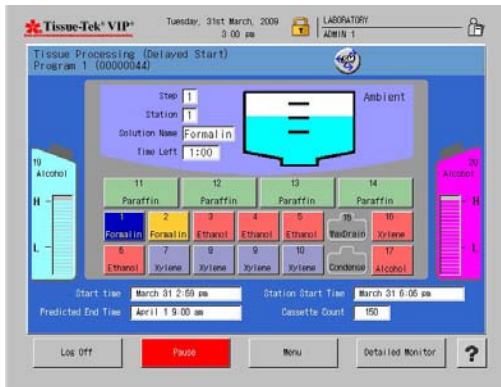 Tissue-Tek® VIP®
Tuesday, 31st March, 2009
3 00 pm
LABORATORY
ADMIN 1
Tissue Processing (Delayed Start)
Program 1 (00000044)
Step 1
Station 1
Solution Name Formalin
Time Left 1:00
Ambient
19
Alcohol
H
L
20
Alcohol
H
L
11
Paraffin
12
Paraffin
13
Paraffin
14
Paraffin
1
Formalin
2
Formalin
3
Ethanol
4
Ethanol
5
Ethanol
15
WaxDrain
16
Xylene
6
Ethanol
7
Xylene
8
Xylene
9
Xylene
10
Xylene
Condense
17
Alcohol
Start time March 31 2:59 pm
Station Start Time March 31 6:05 pm
Predicted End Time April 1 9:00 am
Cassette Count 150
Log Off
Pause
Menu
Detailed Monitor
?